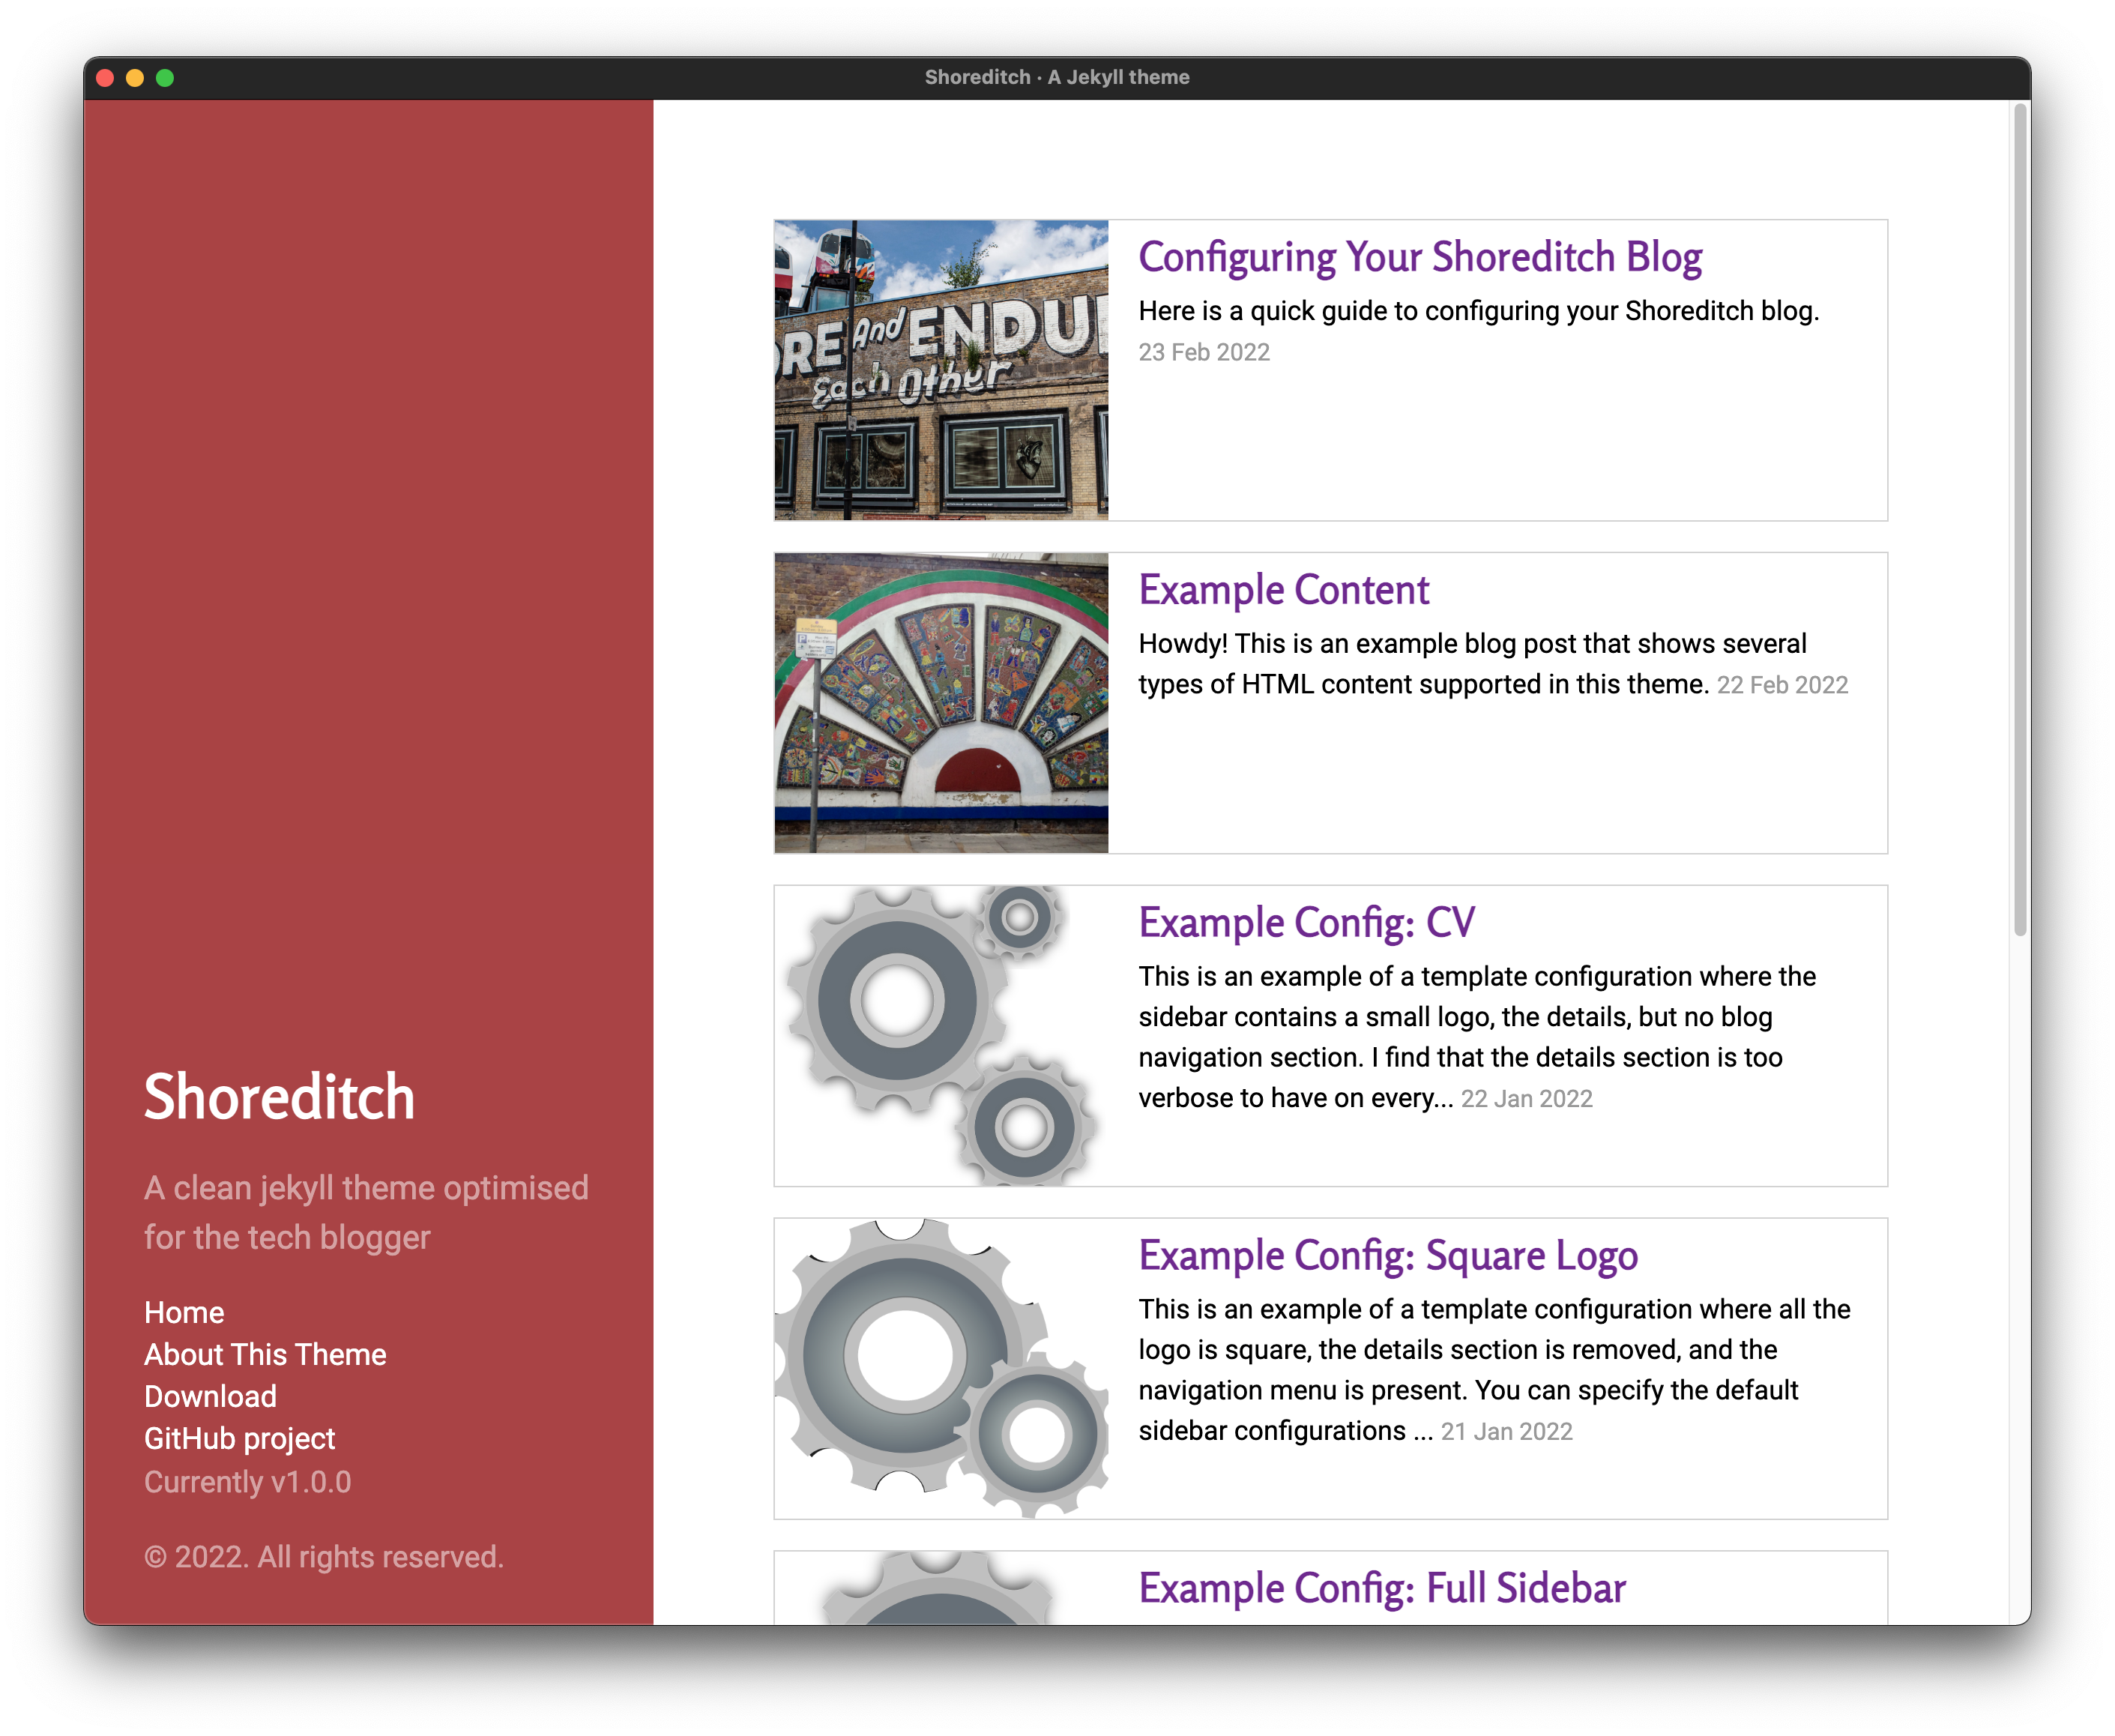 Shoreditch · A Jekyll theme
Shoreditch
A clean jekyll theme optimised
for the tech blogger
Home
About This Theme
Download
GitHub project
Currently v1.0.0
© 2022. All rights reserved.
ORE And ENDU
Each Other
Configuring Your Shoreditch Blog
Here is a quick guide to configuring your Shoreditch blog.
23 Feb 2022
Example Content
Howdy! This is an example blog post that shows several
types of HTML content supported in this theme. 22 Feb 2022
Example Config: CV
This is an example of a template configuration where the
sidebar contains a small logo, the details, but no blog
navigation section. I find that the details section is too
verbose to have on every... 22 Jan 2022
Example Config: Square Logo
This is an example of a template configuration where all the
logo is square, the details section is removed, and the
navigation menu is present. You can specify the default
sidebar configurations ... 21 Jan 2022
Example Config: Full Sidebar